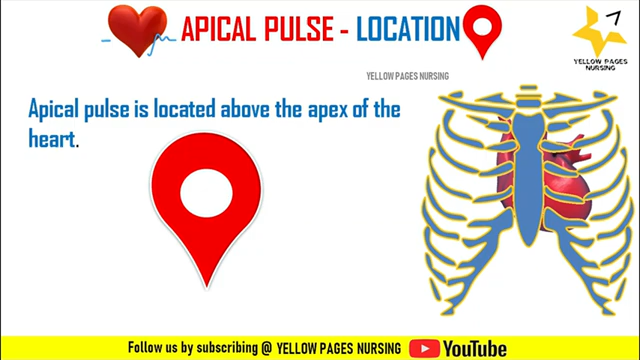 APICAL PULSE - LOCATION
7
YELLOW PAGES
NURSING
YELLOW PAGES NURSING
Apical pulse is located above the apex of the
heart.
Follow us by subscribing @ YELLOW PAGES NURSING YouTube